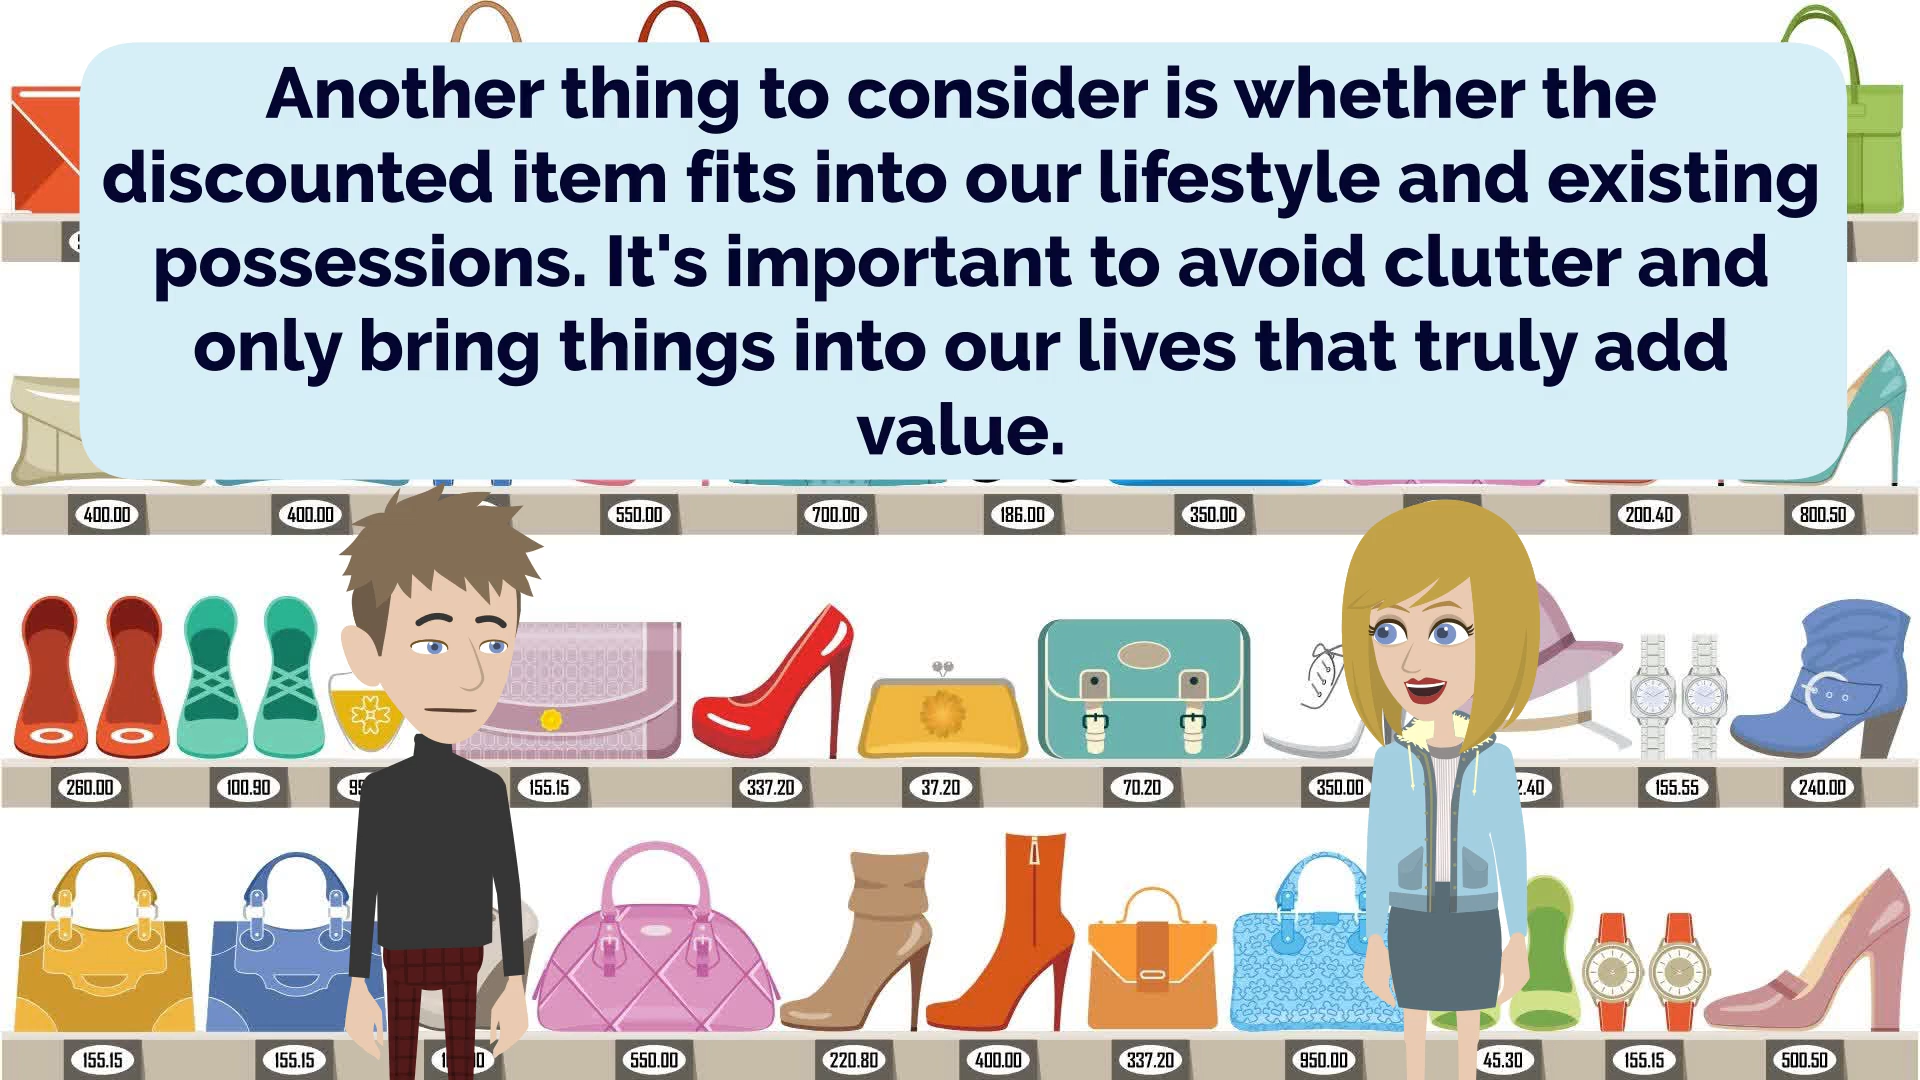 Another thing to consider is whether the
discounted item fits into our lifestyle and existing
possessions. It's important to avoid clutter and
only bring things into our lives that truly add
value.
400.00 400.00 550.00 700.00 186.00 350.00 200.40 800.50
260.00 100.90 155.15 337.20 37.20 70.20 350.00 155.55 240.00
155.15 155.15 550.00 220.80 400.00 337.20 950.00 45.30 155.15 500.50